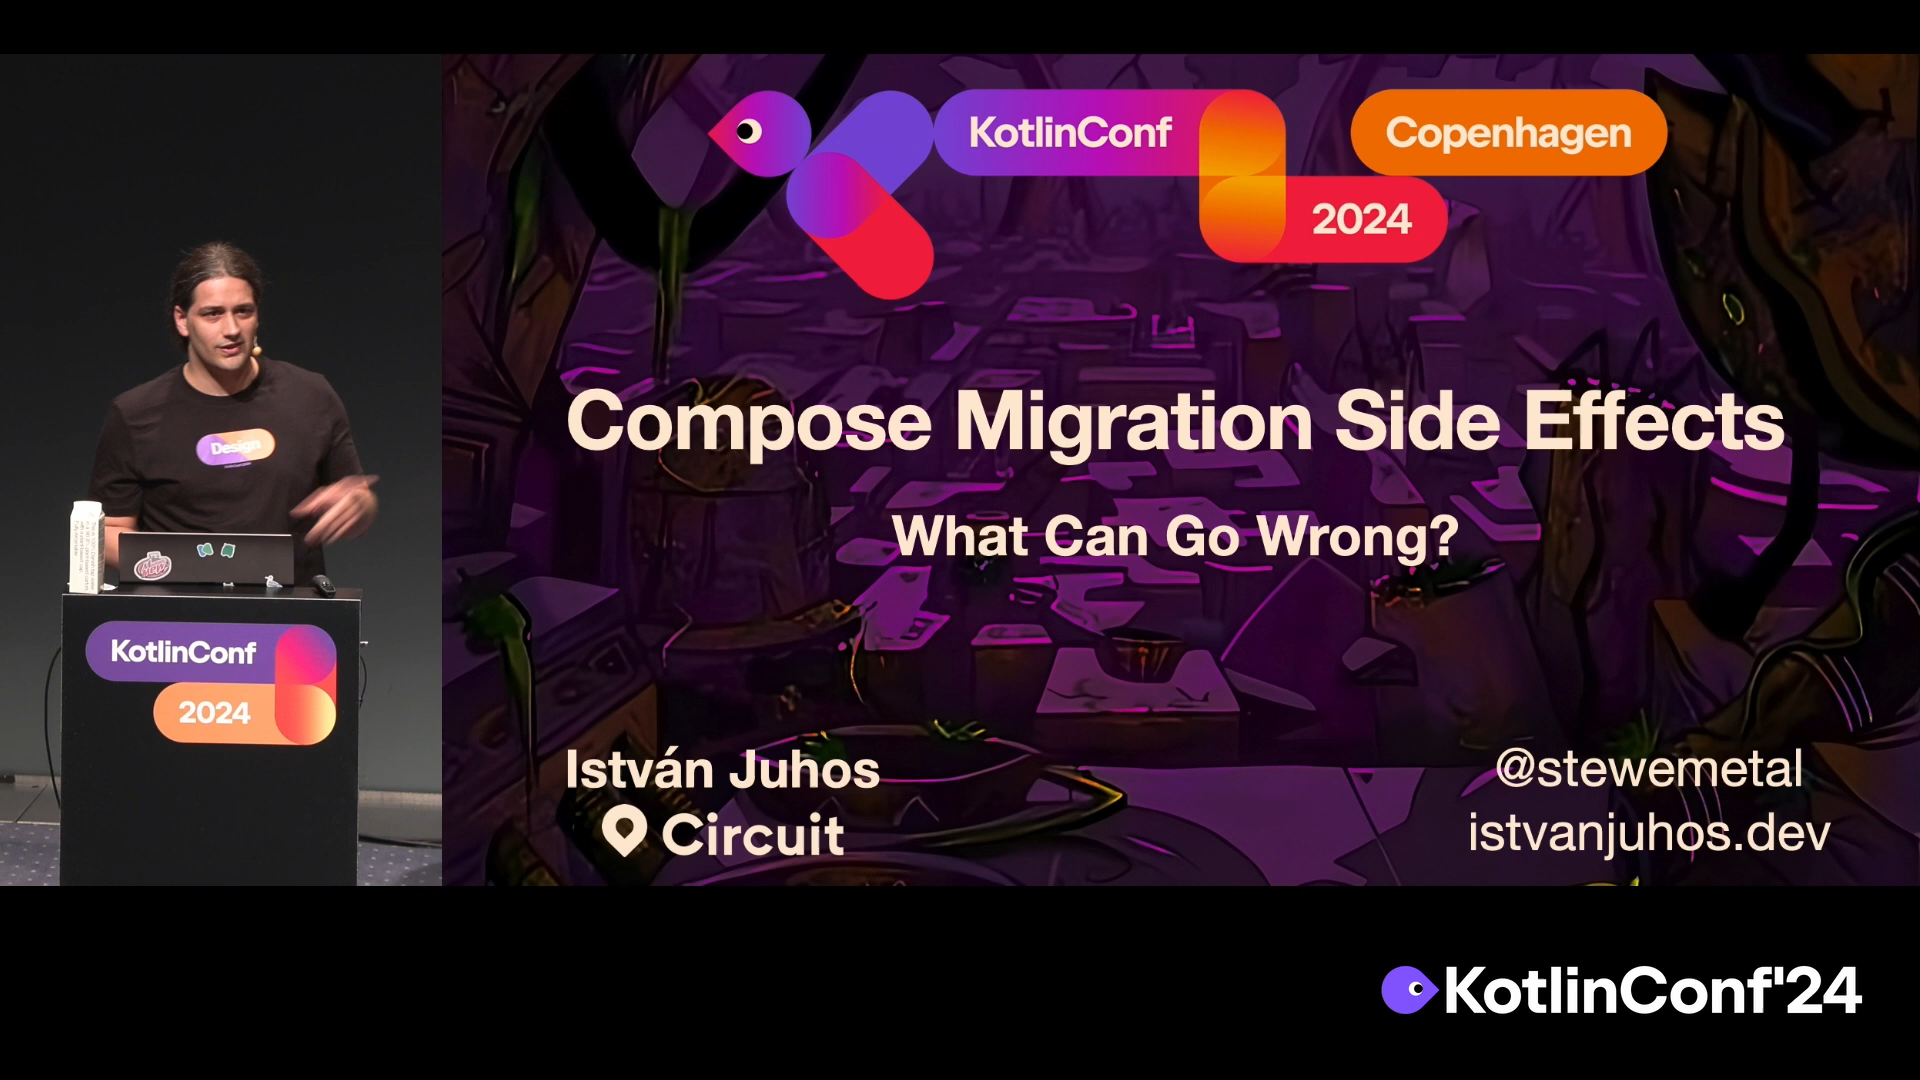 KotlinConf
Copenhagen
2024
Compose Migration Side Effects
What Can Go Wrong?
István Juhos
Circuit
@stewemetal
istvanjuhos.dev
Design
KotlinConf
2024
KotlinConf'24